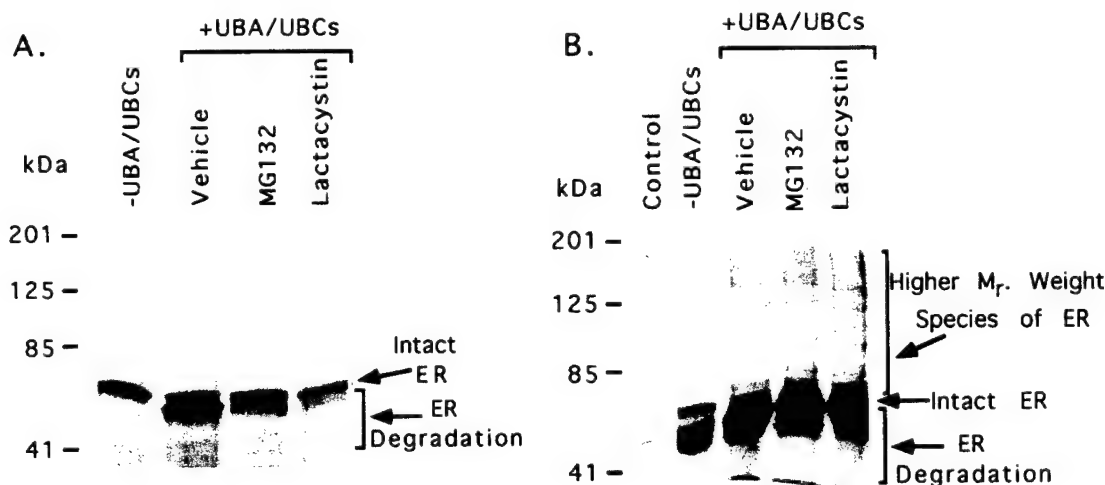 A.
+UBA/UBCs
kDa
-UBA/UBCs
Vehicle
MG132
Lactacystin
201
125
85
41
Intact
ER
ER
Degradation
B.
+UBA/UBCs
kDa
Control
-UBA/UBCs
Vehicle
MG132
Lactacystin
201
125
85
41
Higher Mr. Weight
Species of ER
Intact ER
ER
Degradation